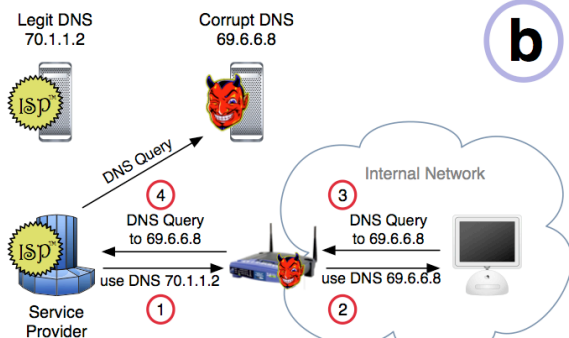 Legit DNS
70.1.1.2
Corrupt DNS
69.6.6.8
b
ISP™
DNS Query
Internal Network
4
3
DNS Query
to 69.6.6.8
DNS Query
to 69.6.6.8
ISP™
use DNS 70.1.1.2
use DNS 69.6.6.8
1
2
Service
Provider